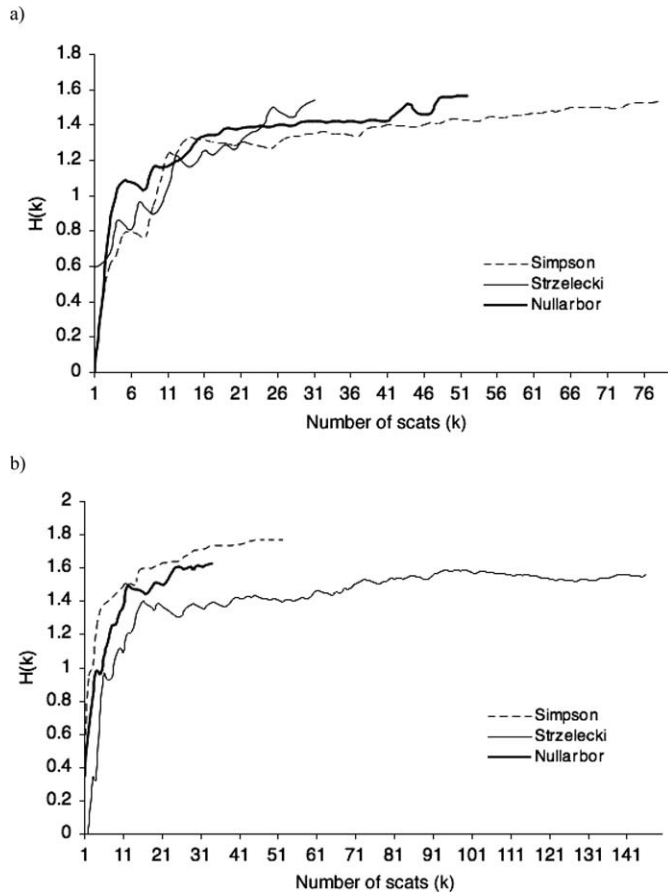 a)
1.8
1.6
1.4
1.2
1
0.8
0.6
0.4
0.2
0
H(k)
Simpson
Strzelecki
Nullarbor
1 6 11 16 21 26 31 36 41 46 51 56 61 66 71 76
Number of scats (k)
b)
2
1.8
1.6
1.4
1.2
1
0.8
0.6
0.4
0.2
0
H(k)
Simpson
Strzelecki
Nullarbor
1 11 21 31 41 51 61 71 81 91 101 111 121 131 141
Number of scats (k)